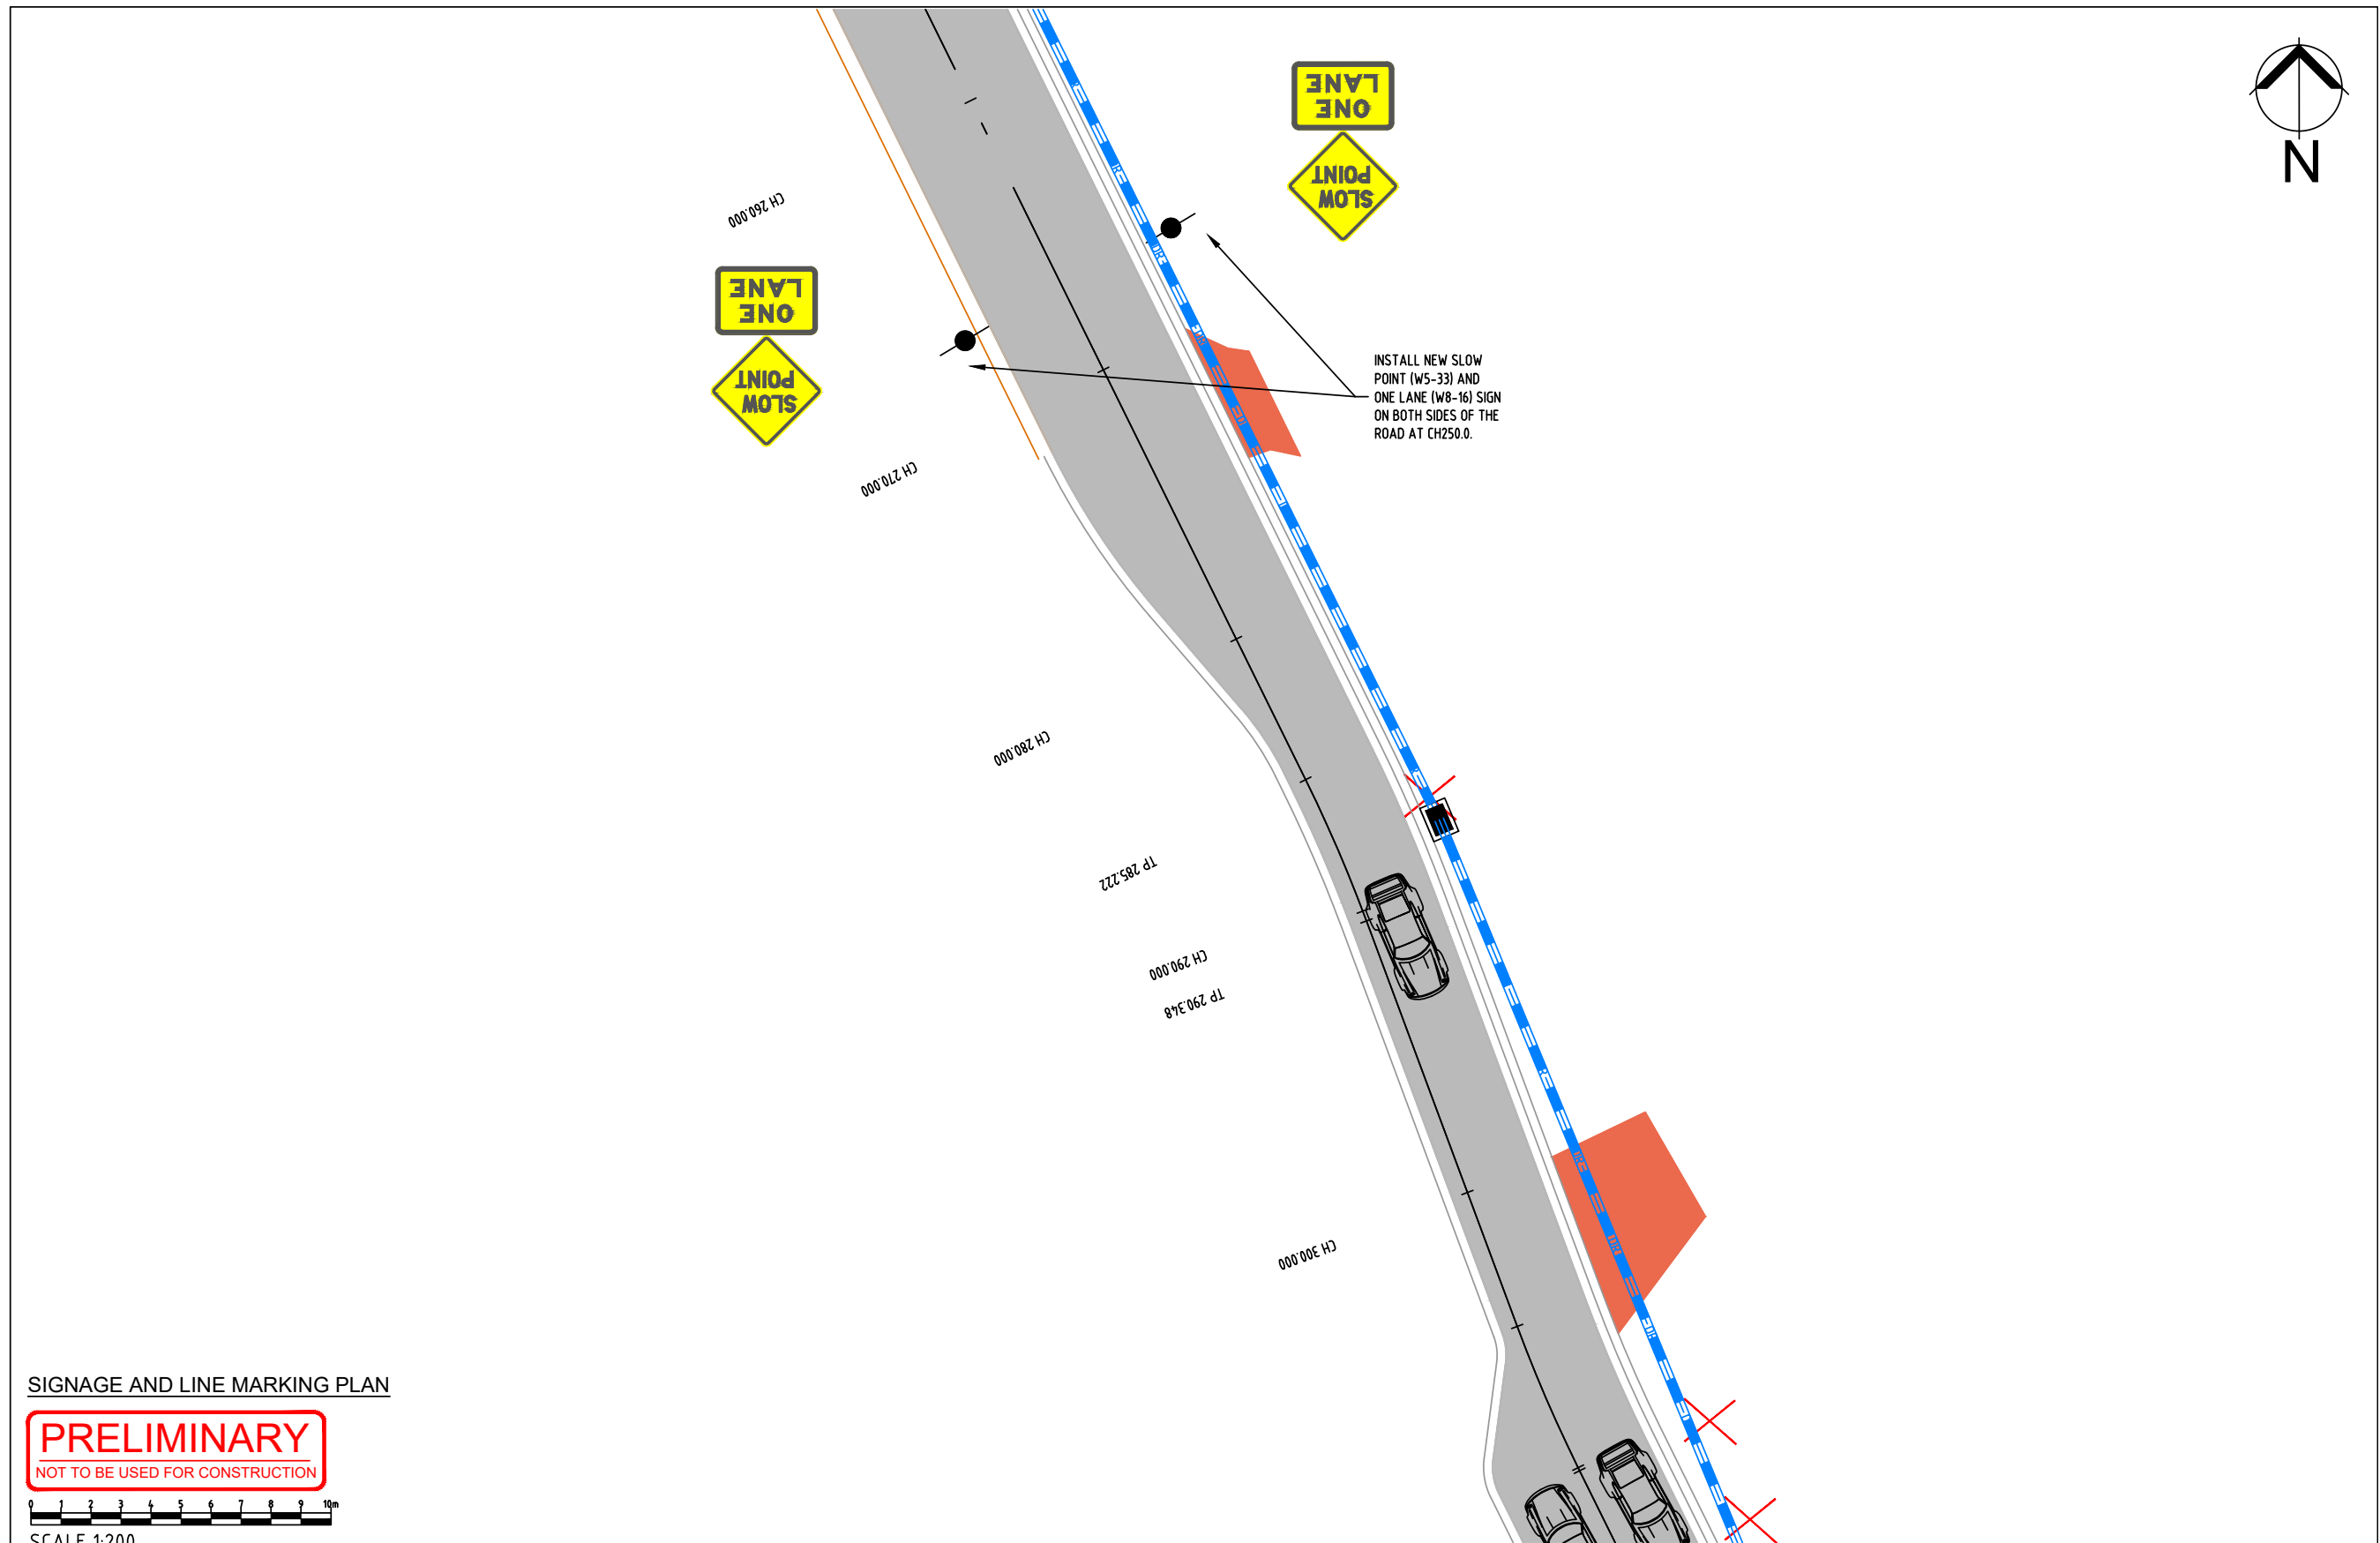 LANE
ONE
POINT
SLOW
N
CH 260.000
LANE
ONE
POINT
SLOW
INSTALL NEW SLOW
POINT (W5-33) AND
ONE LANE (W8-16) SIGN
ON BOTH SIDES OF THE
ROAD AT CH250.0.
CH 270.000
CH 280.000
TP 285.222
CH 290.000
TP 290.348
CH 300.000
SIGNAGE AND LINE MARKING PLAN
PRELIMINARY
NOT TO BE USED FOR CONSTRUCTION
0 1 2 3 4 5 6 7 8 9 10m
SCALE 1:200